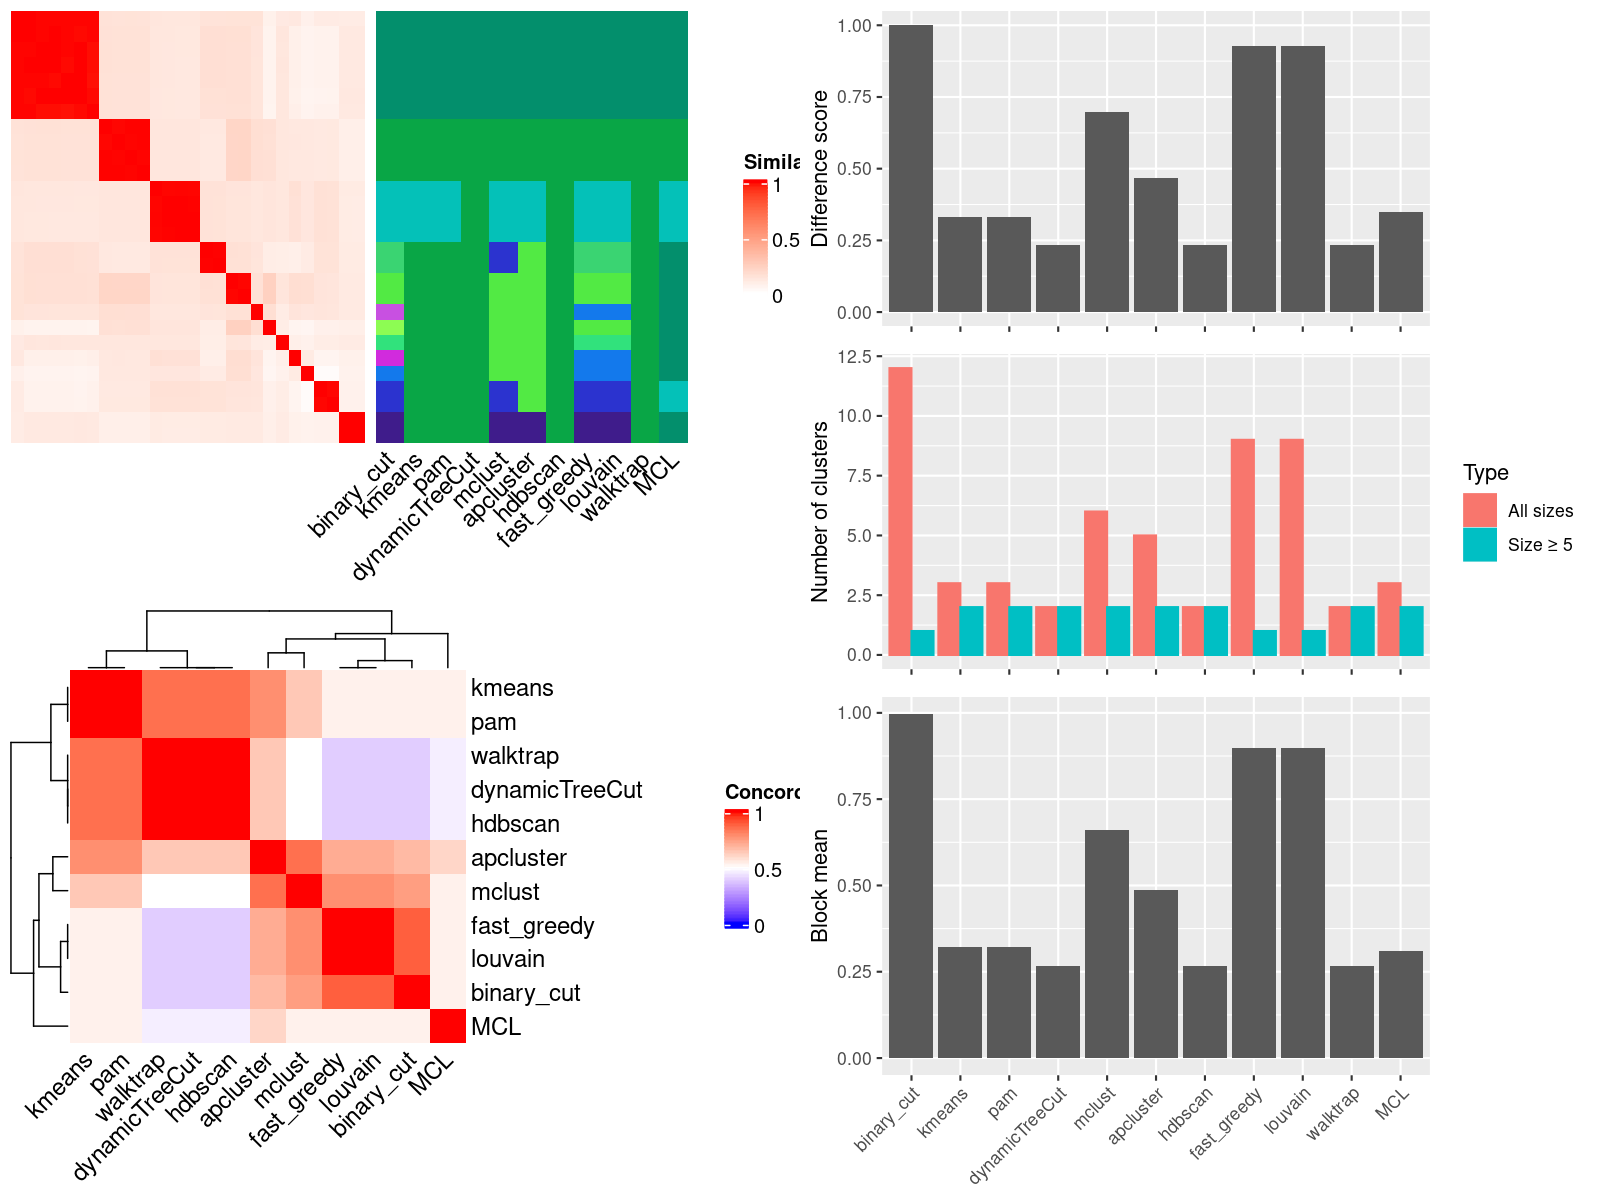 Simila
1
0.5
0
binary_cut
kmeans
pam
dynamicTreeCut
mclust
apcluster
hdbscan
fast_greedy
louvain
walktrap
MCL
kmeans
pam
walktrap
dynamicTreeCut
hdbscan
apcluster
mclust
fast_greedy
louvain
binary_cut
MCL
kmeans
pam
walktrap
dynamicTreeCut
hdbscan
apcluster
mclust
fast_greedy
louvain
binary_cut
MCL
Concord
1
0.5
0
Difference score
1.00
0.75
0.50
0.25
0.00
Number of clusters
12.5
10.0
7.5
5.0
2.5
0.0
Type
All sizes
Size ≥ 5
Block mean
1.00
0.75
0.50
0.25
0.00
binary_cut
kmeans
pam
dynamicTreeCut
mclust
apcluster
hdbscan
fast_greedy
louvain
walktrap
MCL